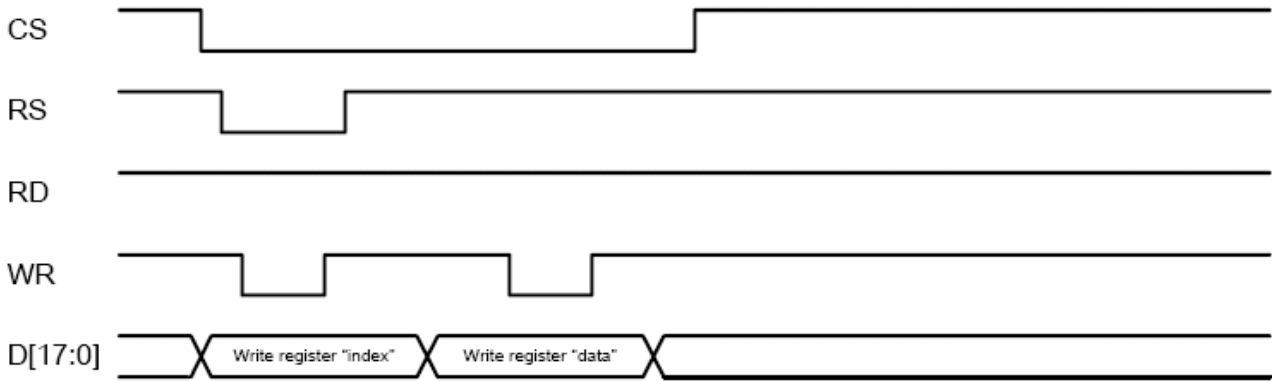 CS
RS
RD
WR
D[17:0] Write register "index" Write register "data"